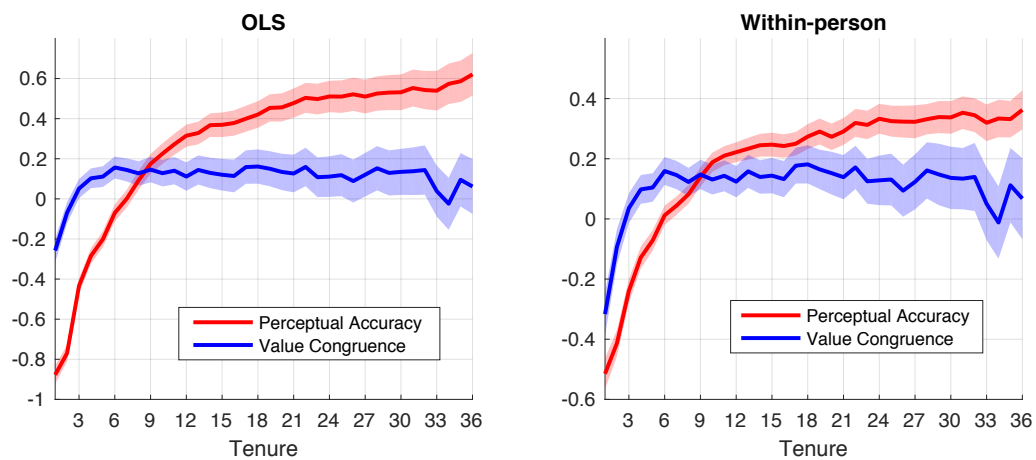 OLS
0.6
0.4
0.2
0
-0.2
-0.4
-0.6
-0.8
-1
Perceptual Accuracy
Value Congruence
3 6 9 12 15 18 21 24 27 30 33 36
Tenure
Within-person
0.4
0.2
0
-0.2
-0.4
-0.6
Perceptual Accuracy
Value Congruence
3 6 9 12 15 18 21 24 27 30 33 36
Tenure